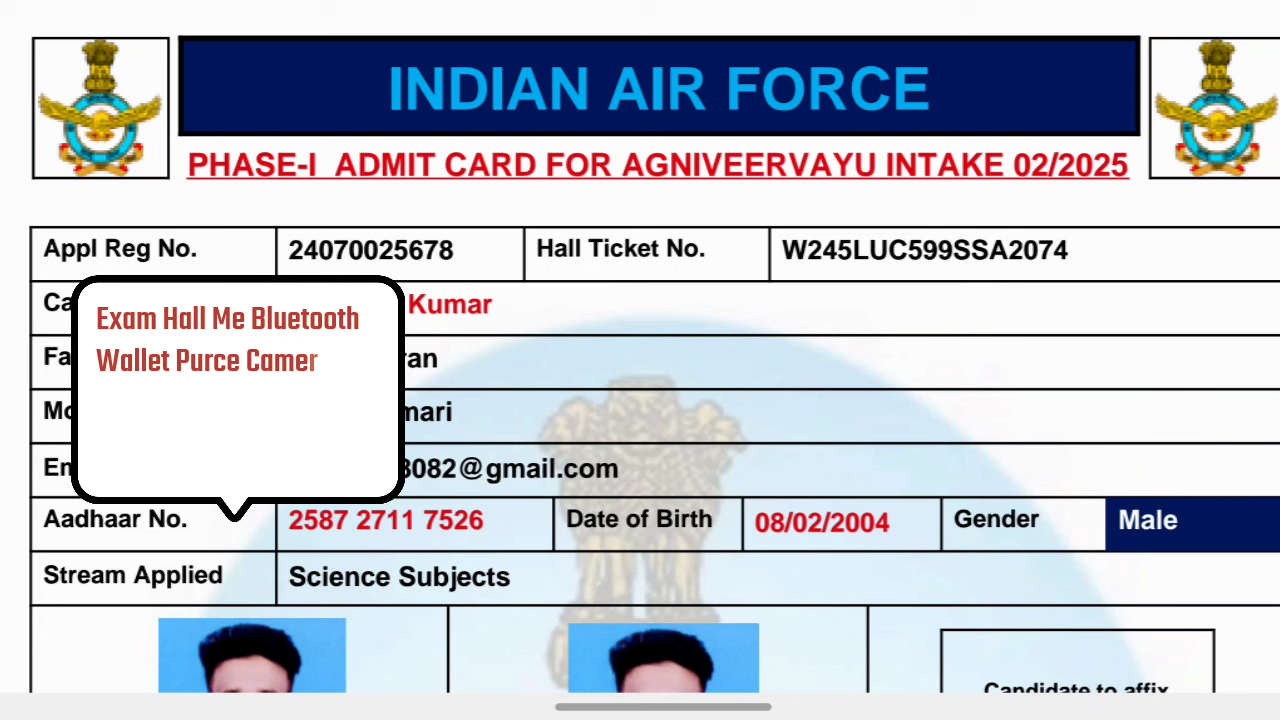 INDIAN AIR FORCE
PHASE-I ADMIT CARD FOR AGNIVEERVAYU INTAKE 02/2025
Appl Reg No. 24070025678 Hall Ticket No. W245LUC599SSA2074
Ca Kumar
Exam Hall Me Bluetooth
Wallet Purce Camer
Fa ran
Mo mari
Em 8082@gmail.com
Aadhaar No. 2587 2711 7526 Date of Birth 08/02/2004 Gender Male
Stream Applied Science Subjects
Candidate to affix